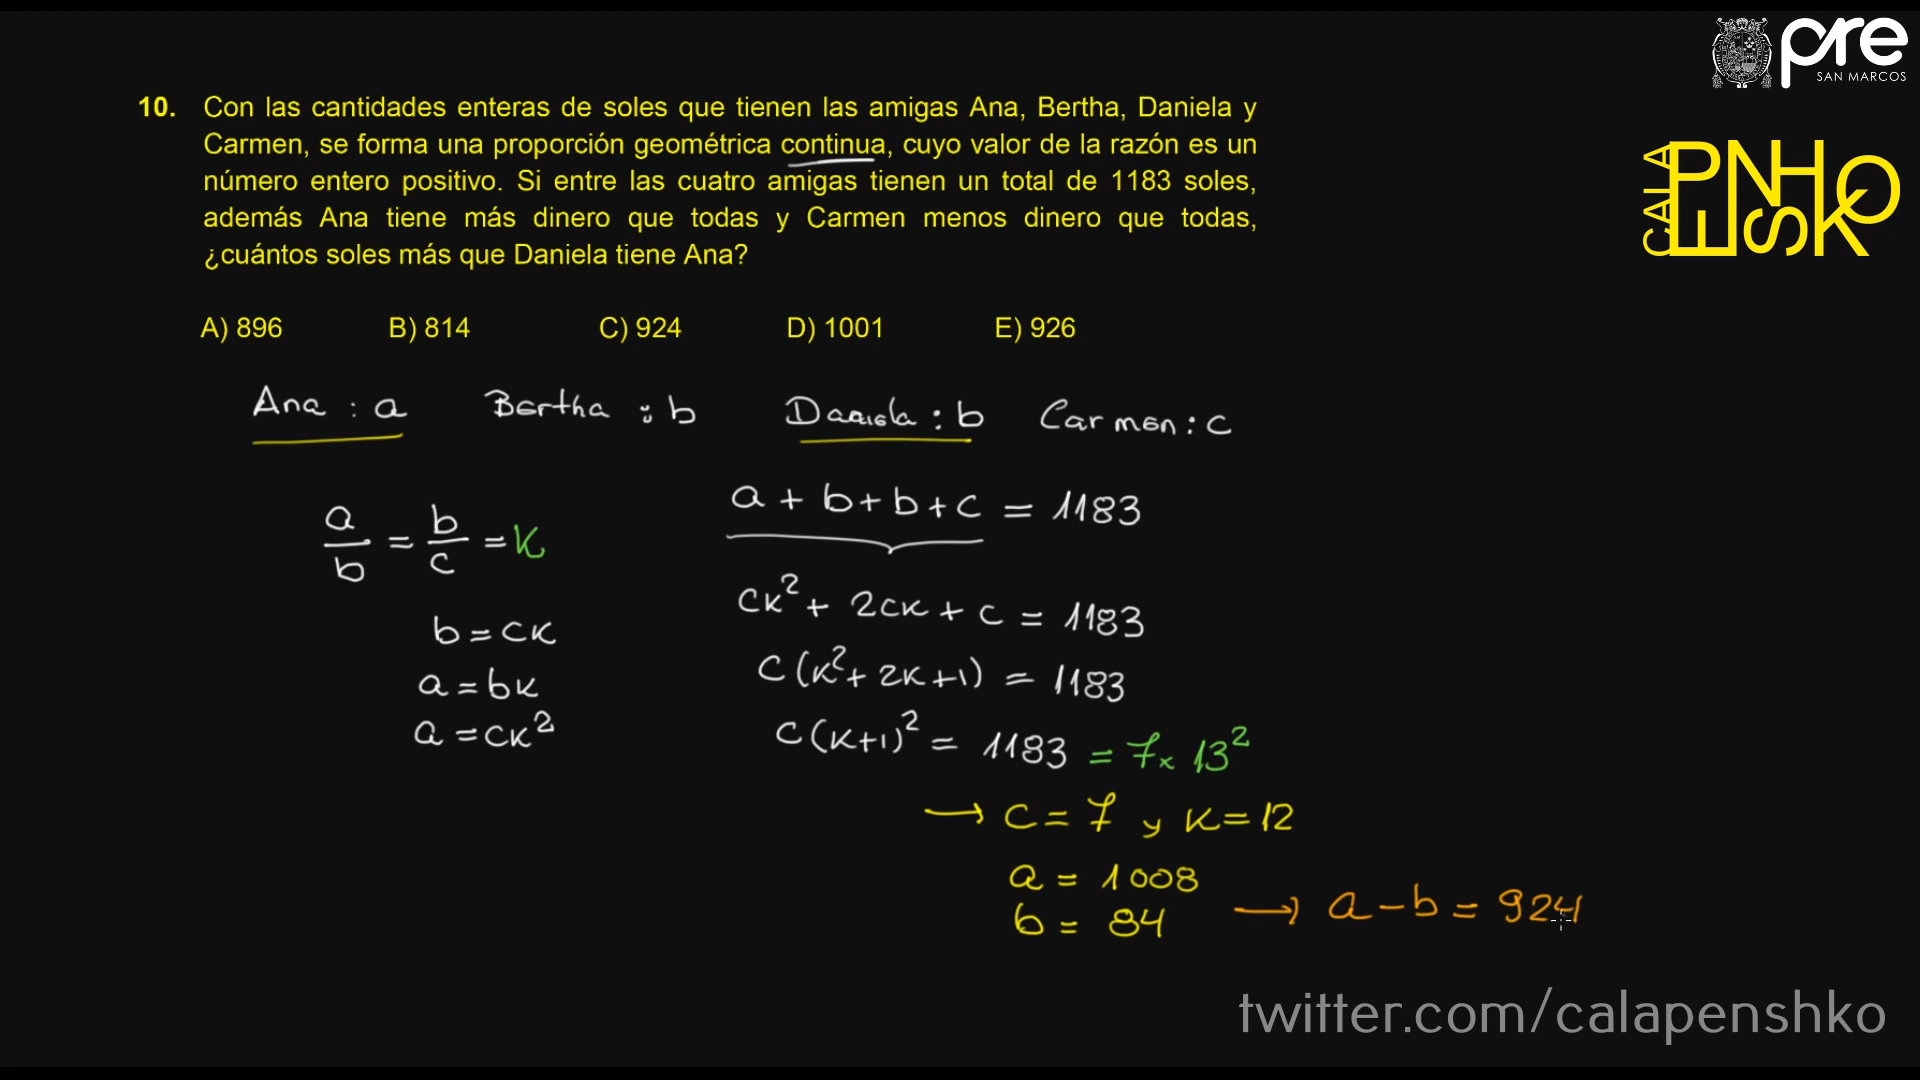 pre
SAN MARCOS
CALA
PENSHKO
10. Con las cantidades enteras de soles que tienen las amigas Ana, Bertha, Daniela y
Carmen, se forma una proporción geométrica continua, cuyo valor de la razón es un
número entero positivo. Si entre las cuatro amigas tienen un total de 1183 soles,
además Ana tiene más dinero que todas y Carmen menos dinero que todas,
¿cuántos soles más que Daniela tiene Ana?
A) 896 B) 814 C) 924 D) 1001 E) 926
Ana : a Bertha : b Daniela : b Carmen : c
a/b = b/c = K
b = cK
a = bK
a = cK²
a + b + b + c = 1183
cK² + 2cK + c = 1183
c(K² + 2K + 1) = 1183
c(K+1)² = 1183 = 7 × 13²
→ c = 7 y K = 12
a = 1008
b = 84 → a − b = 924
twitter.com/calapenshko